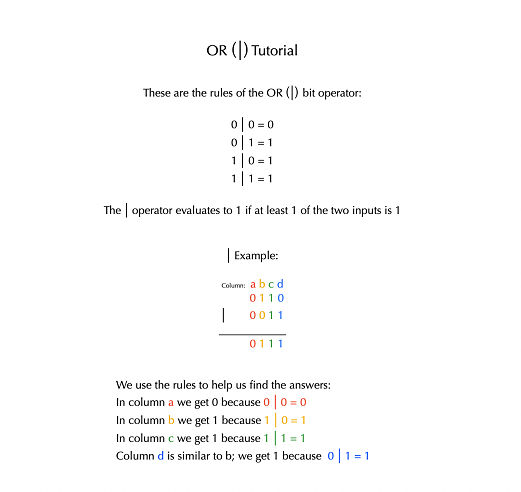 OR (|) Tutorial
These are the rules of the OR (|) bit operator:
0 | 0 = 0
0 | 1 = 1
1 | 0 = 1
1 | 1 = 1
The | operator evaluates to 1 if at least 1 of the two inputs is 1
| Example:
Column: a b c d
0 1 1 0
| 0 0 1 1
0 1 1 1
We use the rules to help us find the answers:
In column a we get 0 because 0 | 0 = 0
In column b we get 1 because 1 | 0 = 1
In column c we get 1 because 1 | 1 = 1
Column d is similar to b; we get 1 because 0 | 1 = 1